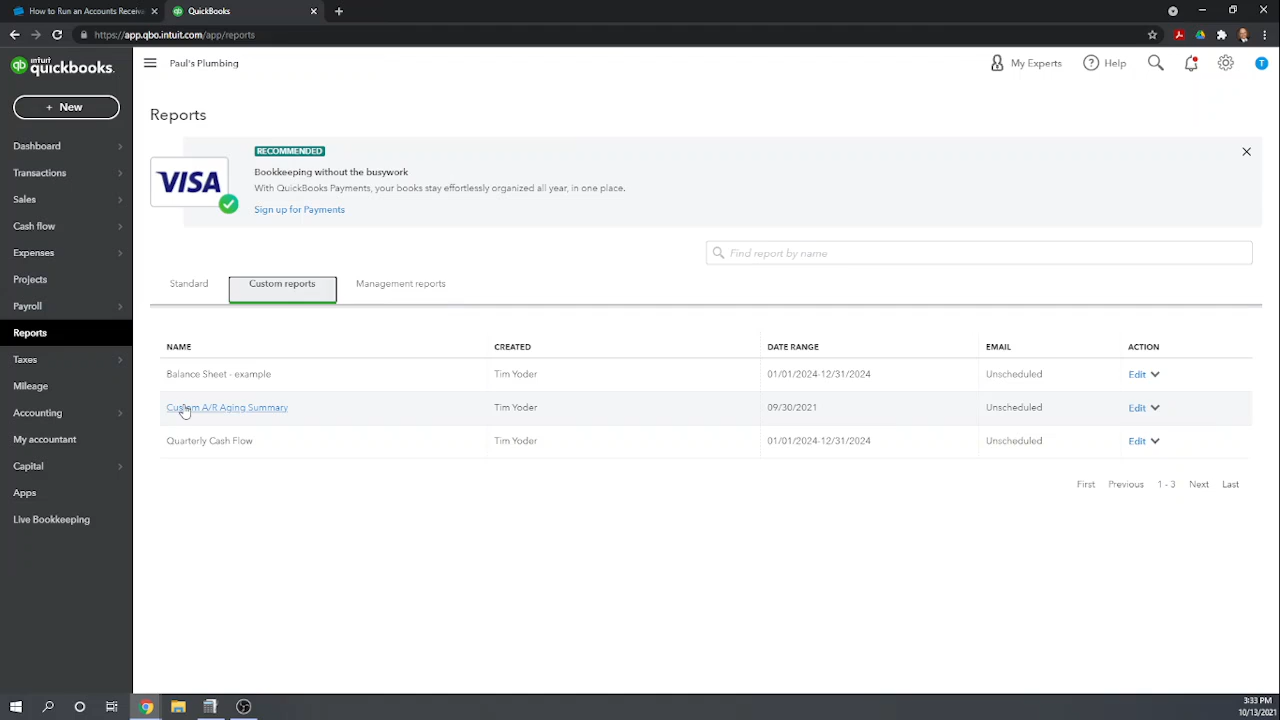 How to Run an Accounts Receiv
QuickBooks
https://app.qbo.intuit.com/app/reports
intuit quickbooks.
Paul's Plumbing
My Experts
Help
T
+ New
Dashboard
Transactions
Sales
Cash flow
Expenses
Projects
Payroll
Reports
Taxes
Mileage
Accounting
My accountant
Capital
Apps
Live Bookkeeping
Reports
VISA
RECOMMENDED
Bookkeeping without the busywork
With QuickBooks Payments, your books stay effortlessly organized all year, in one place.
Sign up for Payments
Find report by name
Standard Custom reports Management reports
NAME CREATED DATE RANGE EMAIL ACTION
Balance Sheet - example Tim Yoder 01/01/2024-12/31/2024 Unscheduled Edit
Custom A/R Aging Summary Tim Yoder 09/30/2021 Unscheduled Edit
Quarterly Cash Flow Tim Yoder 01/01/2024-12/31/2024 Unscheduled Edit
First Previous 1 - 3 Next Last
3:33 PM
10/13/2021